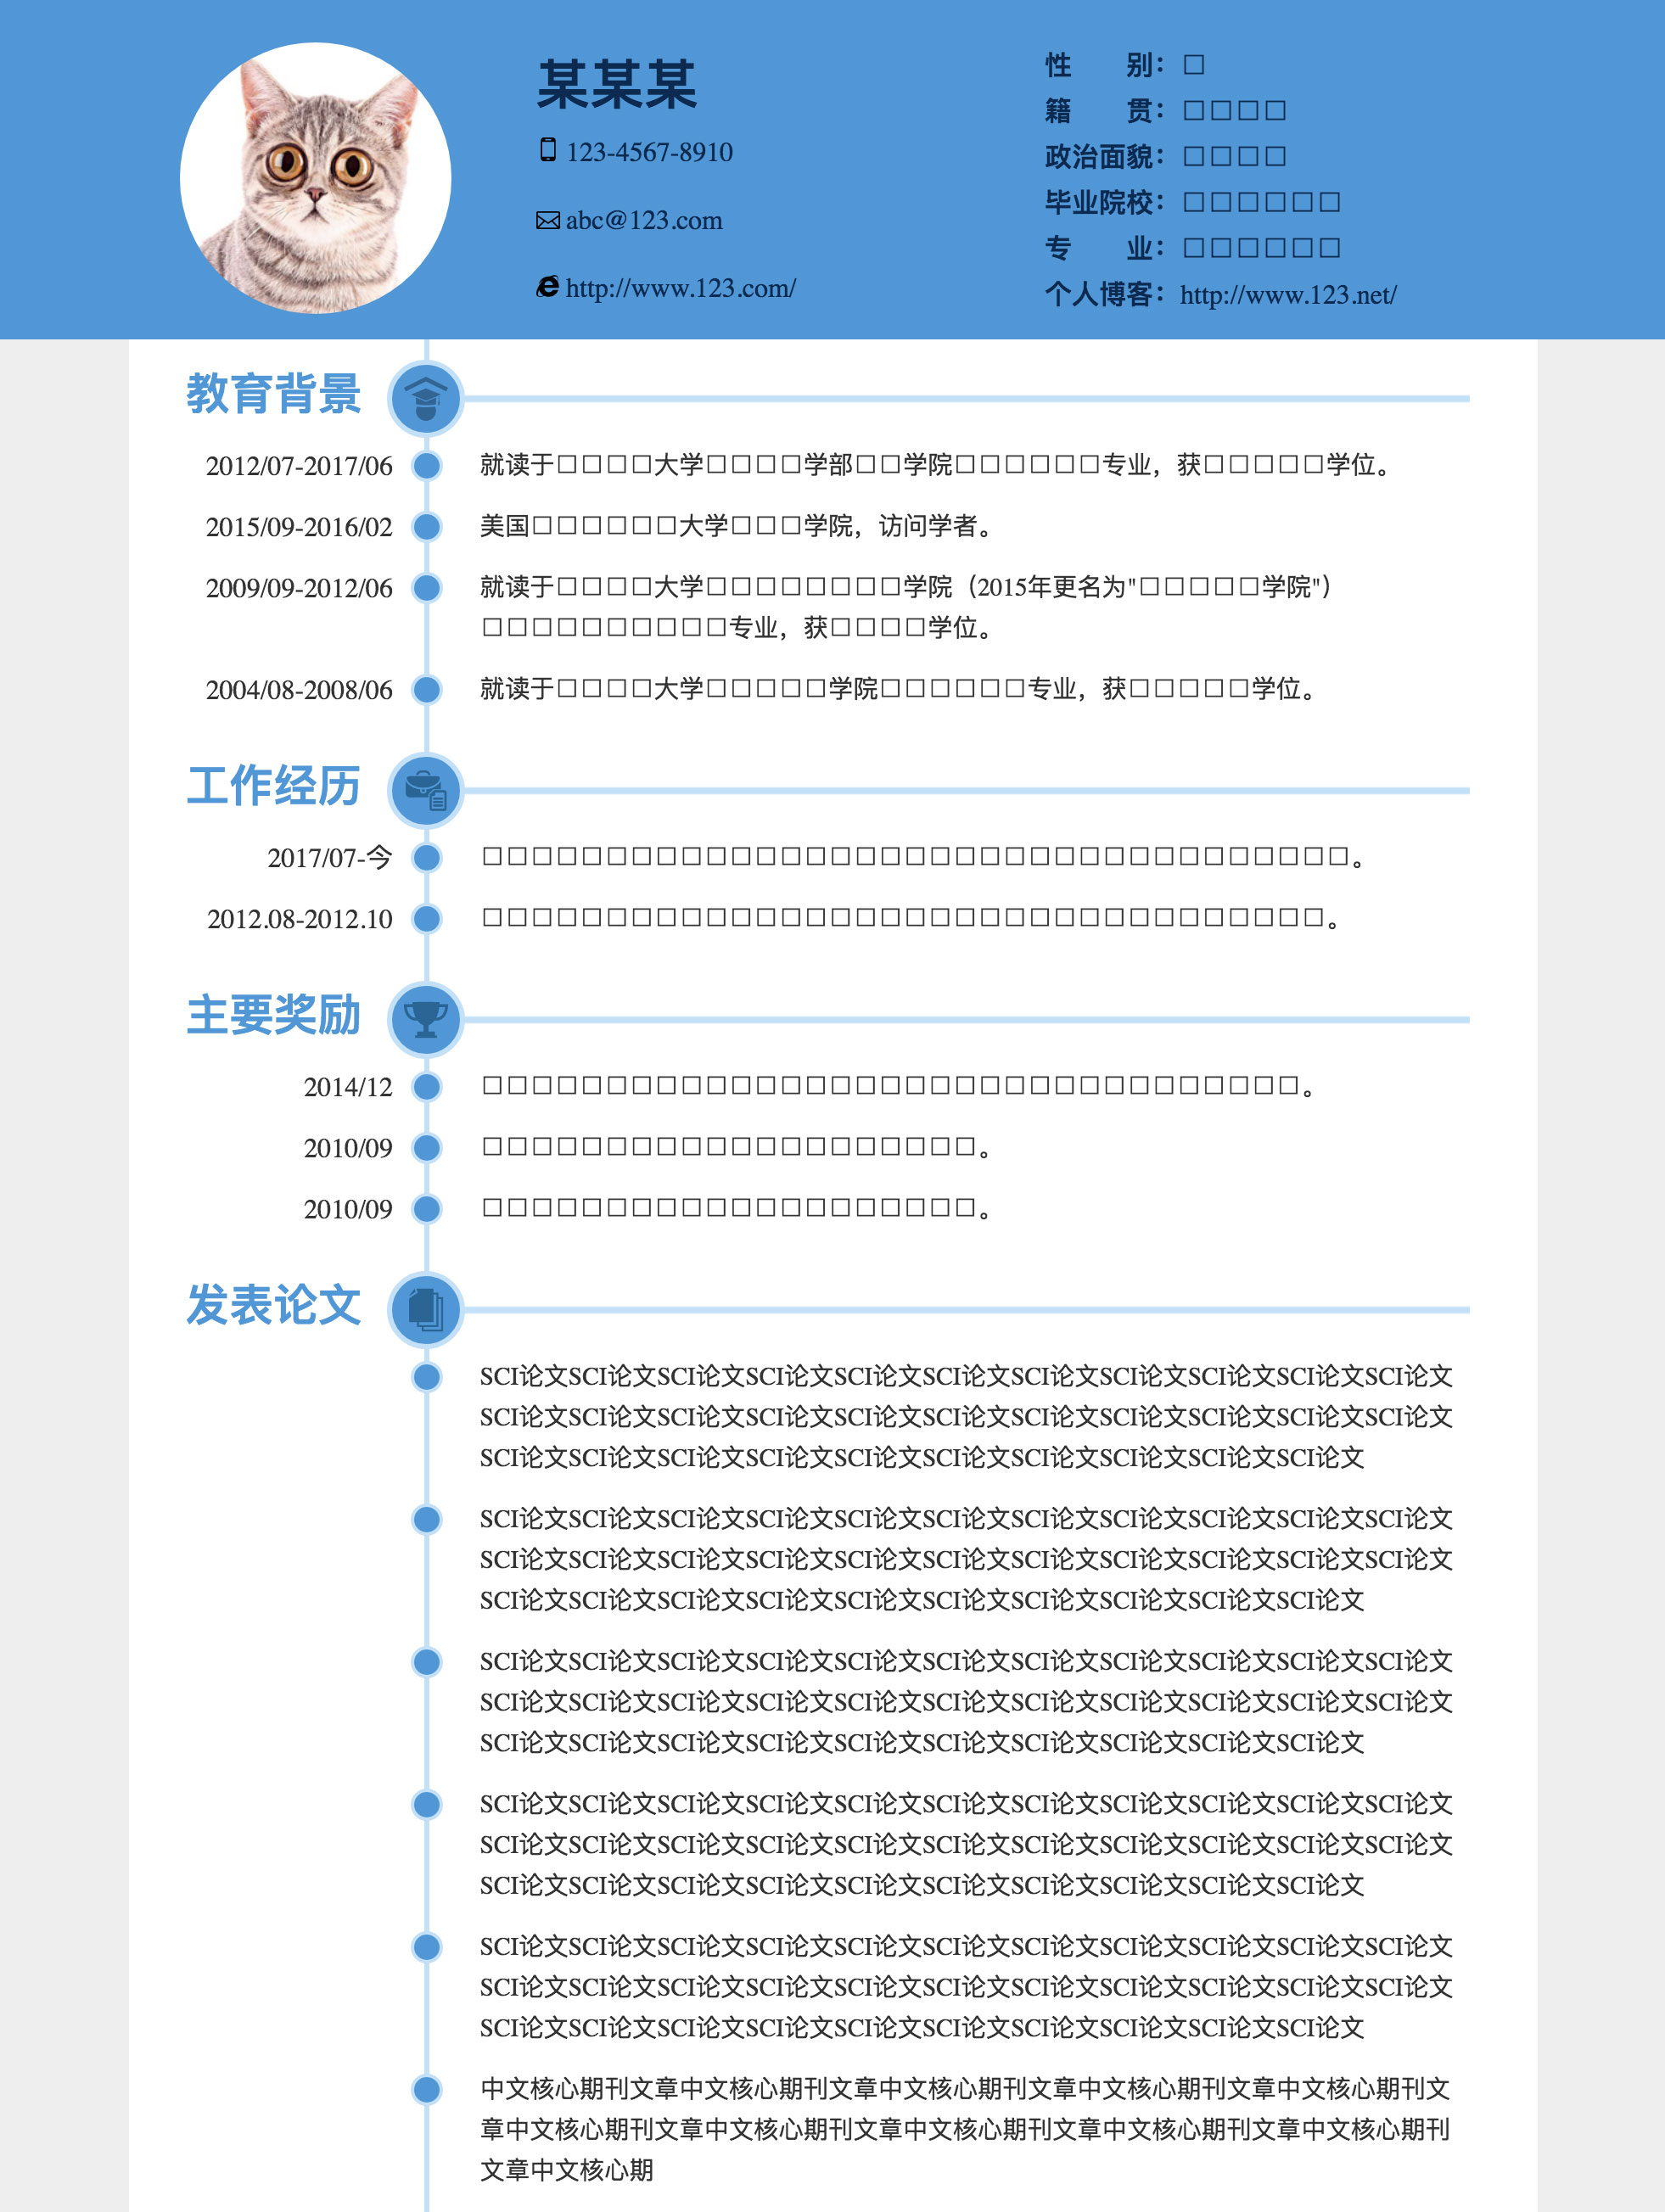 某某某
123-4567-8910
abc@123.com
http://www.123.com/
性 别：□
籍 贯：□□□□
政治面貌：□□□□
毕业院校：□□□□□□
专 业：□□□□□□
个人博客：http://www.123.net/
教育背景
2012/07-2017/06 就读于□□□□大学□□□□学部□□学院□□□□□□专业，获□□□□□学位。
2015/09-2016/02 美国□□□□□□大学□□□学院，访问学者。
2009/09-2012/06 就读于□□□□大学□□□□□□□□学院（2015年更名为"□□□□□学院"）
□□□□□□□□□□专业，获□□□□学位。
2004/08-2008/06 就读于□□□□大学□□□□□学院□□□□□□专业，获□□□□□学位。
工作经历
2017/07-今 □□□□□□□□□□□□□□□□□□□□□□□□□□□□□□□□□□□。
2012.08-2012.10 □□□□□□□□□□□□□□□□□□□□□□□□□□□□□□□□□□。
主要奖励
2014/12 □□□□□□□□□□□□□□□□□□□□□□□□□□□□□□□□□。
2010/09 □□□□□□□□□□□□□□□□□□□□。
2010/09 □□□□□□□□□□□□□□□□□□□□。
发表论文
SCI论文SCI论文SCI论文SCI论文SCI论文SCI论文SCI论文SCI论文SCI论文SCI论文SCI论文
SCI论文SCI论文SCI论文SCI论文SCI论文SCI论文SCI论文SCI论文SCI论文SCI论文SCI论文
SCI论文SCI论文SCI论文SCI论文SCI论文SCI论文SCI论文SCI论文SCI论文SCI论文
SCI论文SCI论文SCI论文SCI论文SCI论文SCI论文SCI论文SCI论文SCI论文SCI论文SCI论文
SCI论文SCI论文SCI论文SCI论文SCI论文SCI论文SCI论文SCI论文SCI论文SCI论文SCI论文
SCI论文SCI论文SCI论文SCI论文SCI论文SCI论文SCI论文SCI论文SCI论文SCI论文
SCI论文SCI论文SCI论文SCI论文SCI论文SCI论文SCI论文SCI论文SCI论文SCI论文SCI论文
SCI论文SCI论文SCI论文SCI论文SCI论文SCI论文SCI论文SCI论文SCI论文SCI论文SCI论文
SCI论文SCI论文SCI论文SCI论文SCI论文SCI论文SCI论文SCI论文SCI论文SCI论文
SCI论文SCI论文SCI论文SCI论文SCI论文SCI论文SCI论文SCI论文SCI论文SCI论文SCI论文
SCI论文SCI论文SCI论文SCI论文SCI论文SCI论文SCI论文SCI论文SCI论文SCI论文SCI论文
SCI论文SCI论文SCI论文SCI论文SCI论文SCI论文SCI论文SCI论文SCI论文SCI论文
SCI论文SCI论文SCI论文SCI论文SCI论文SCI论文SCI论文SCI论文SCI论文SCI论文SCI论文
SCI论文SCI论文SCI论文SCI论文SCI论文SCI论文SCI论文SCI论文SCI论文SCI论文SCI论文
SCI论文SCI论文SCI论文SCI论文SCI论文SCI论文SCI论文SCI论文SCI论文SCI论文
中文核心期刊文章中文核心期刊文章中文核心期刊文章中文核心期刊文章中文核心期刊文
章中文核心期刊文章中文核心期刊文章中文核心期刊文章中文核心期刊文章中文核心期刊
文章中文核心期